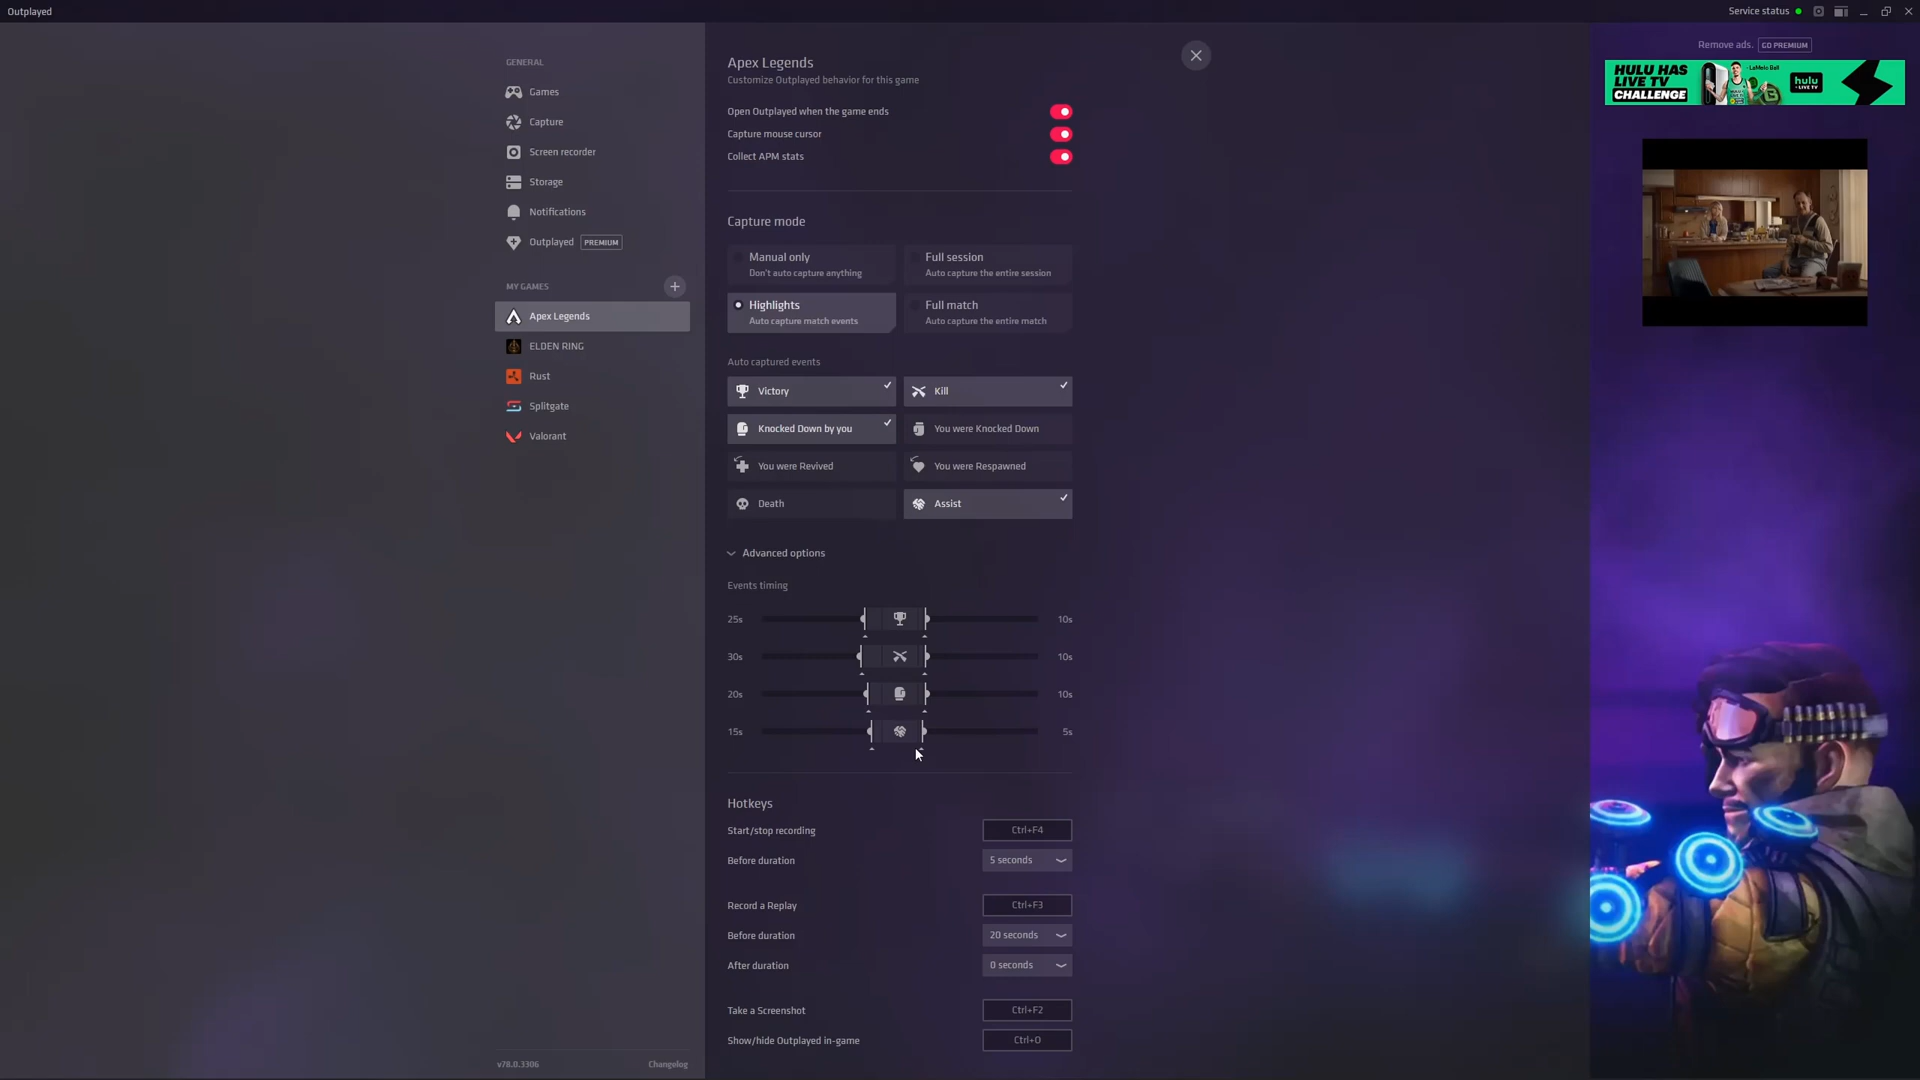 Outplayed
Service status
Remove ads. GO PREMIUM
HULU HAS
LIVE TV
CHALLENGE
LaMelo Ball
hulu
+ LIVE TV
GENERAL
Games
Capture
Screen recorder
Storage
Notifications
Outplayed PREMIUM
MY GAMES
Apex Legends
ELDEN RING
Rust
Splitgate
Valorant
v78.0.3306
Changelog
Apex Legends
Customize Outplayed behavior for this game
Open Outplayed when the game ends
Capture mouse cursor
Collect APM stats
Capture mode
Manual only
Don't auto capture anything
Full session
Auto capture the entire session
Highlights
Auto capture match events
Full match
Auto capture the entire match
Auto captured events
Victory
Kill
Knocked Down by you
You were Knocked Down
You were Revived
You were Respawned
Death
Assist
Advanced options
Events timing
25s 10s
30s 10s
20s 10s
15s 5s
Hotkeys
Start/stop recording Ctrl+F4
Before duration 5 seconds
Record a Replay Ctrl+F3
Before duration 20 seconds
After duration 0 seconds
Take a Screenshot Ctrl+F2
Show/hide Outplayed in-game Ctrl+O